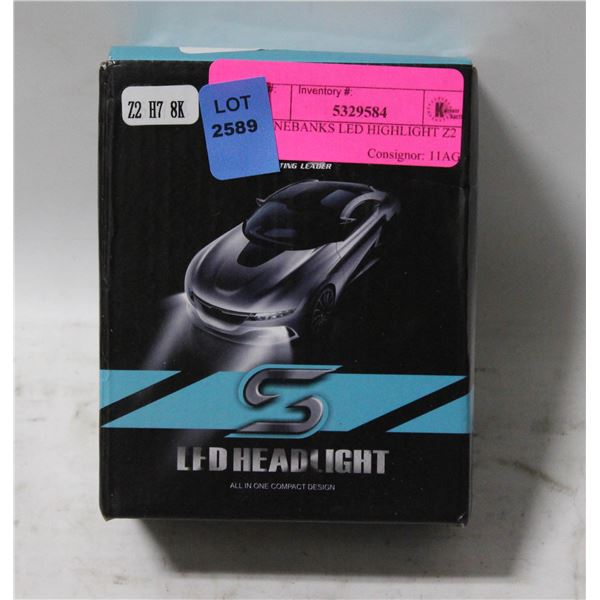 Z2 H7 8K
LOT
2589
#:
Inventory #:
5329584
NEBANKS LED HIGHLIGHT Z2
Consignor: 11AG
TING LEADER
S
LED HEADLIGHT
ALL IN ONE COMPACT DESIGN